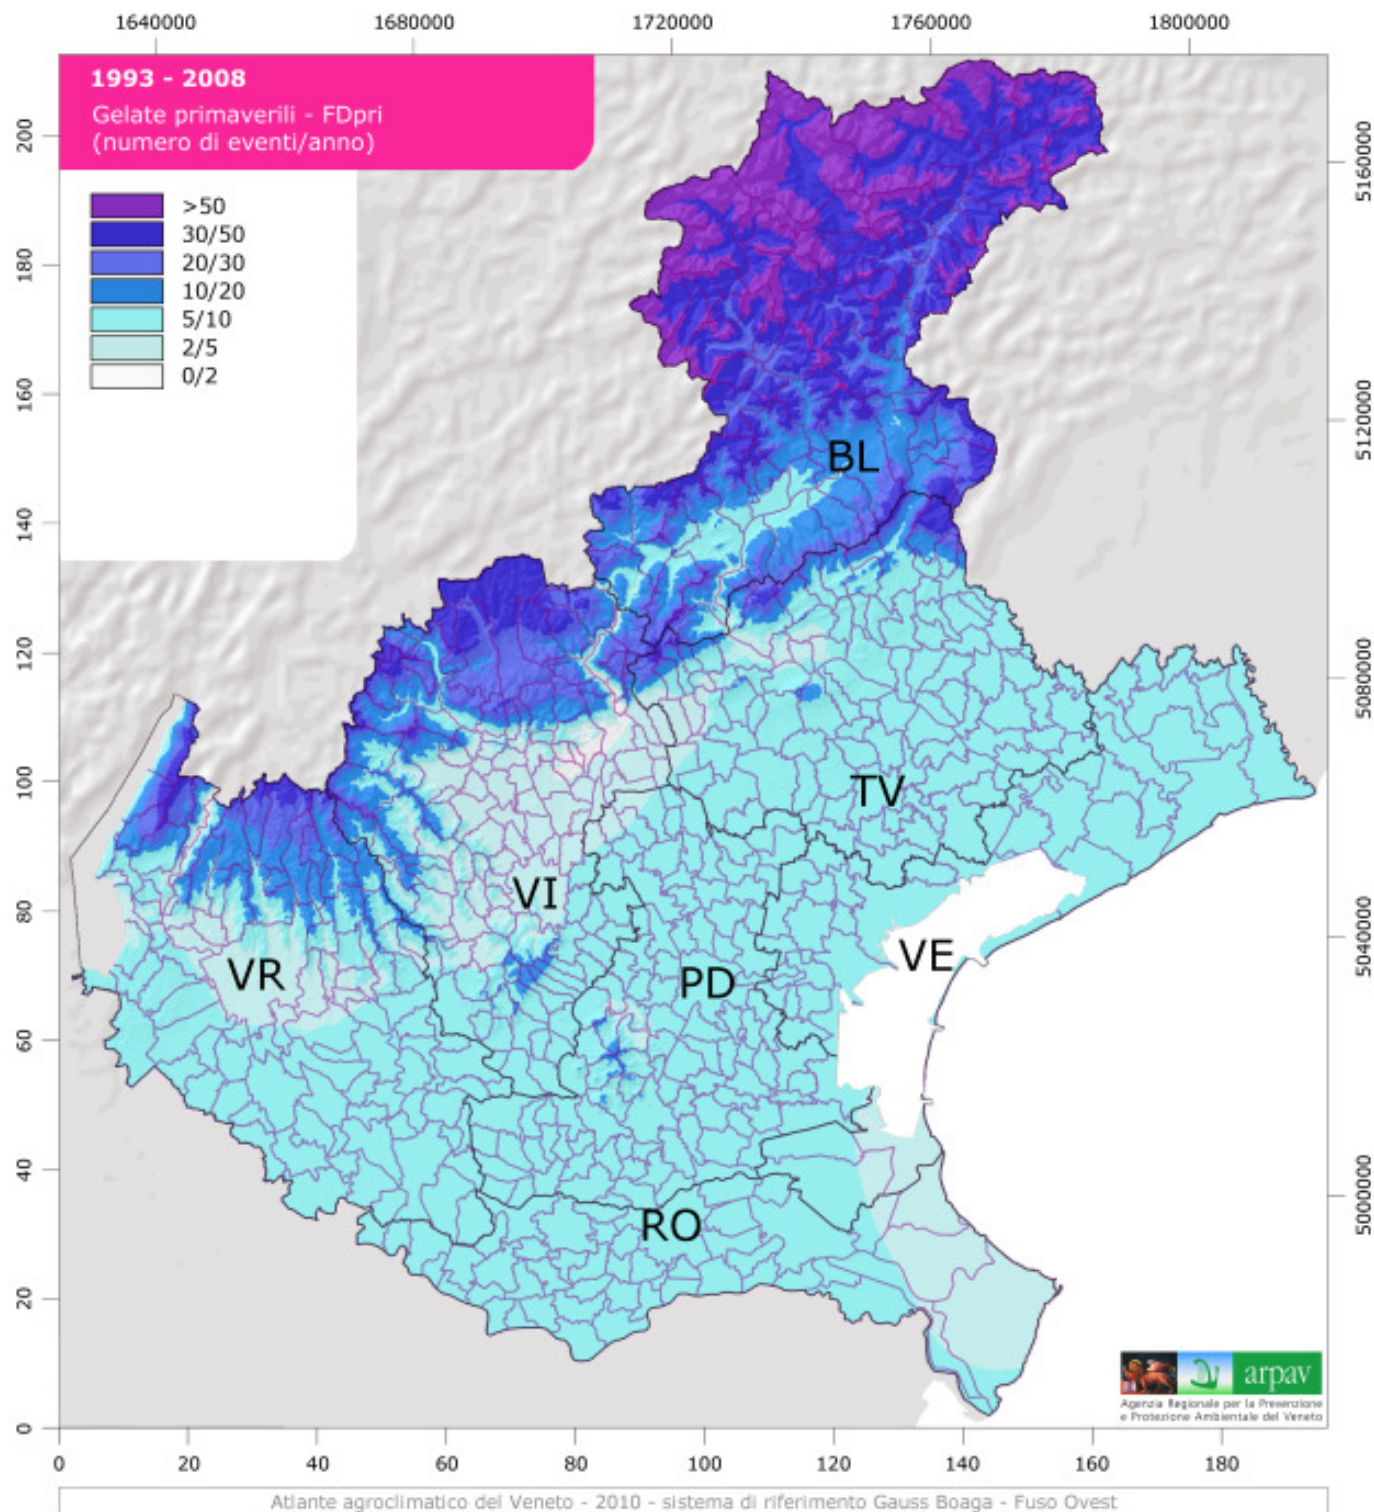 1640000 1680000 1720000 1760000 1800000
1993 - 2008
Gelate primaverili - FDpri
(numero di eventi/anno)
>50
30/50
20/30
10/20
5/10
2/5
0/2
200
180
160
140
120
100
80
60
40
20
0
5160000
5120000
5080000
5040000
5000000
BL
TV
VI
VE
VR
PD
RO
arpav
Agenzia Regionale per la Prevenzione
e Protezione Ambientale del Veneto
0 20 40 60 80 100 120 140 160 180
Atlante agroclimatico del Veneto - 2010 - sistema di riferimento Gauss Boaga - Fuso Ovest